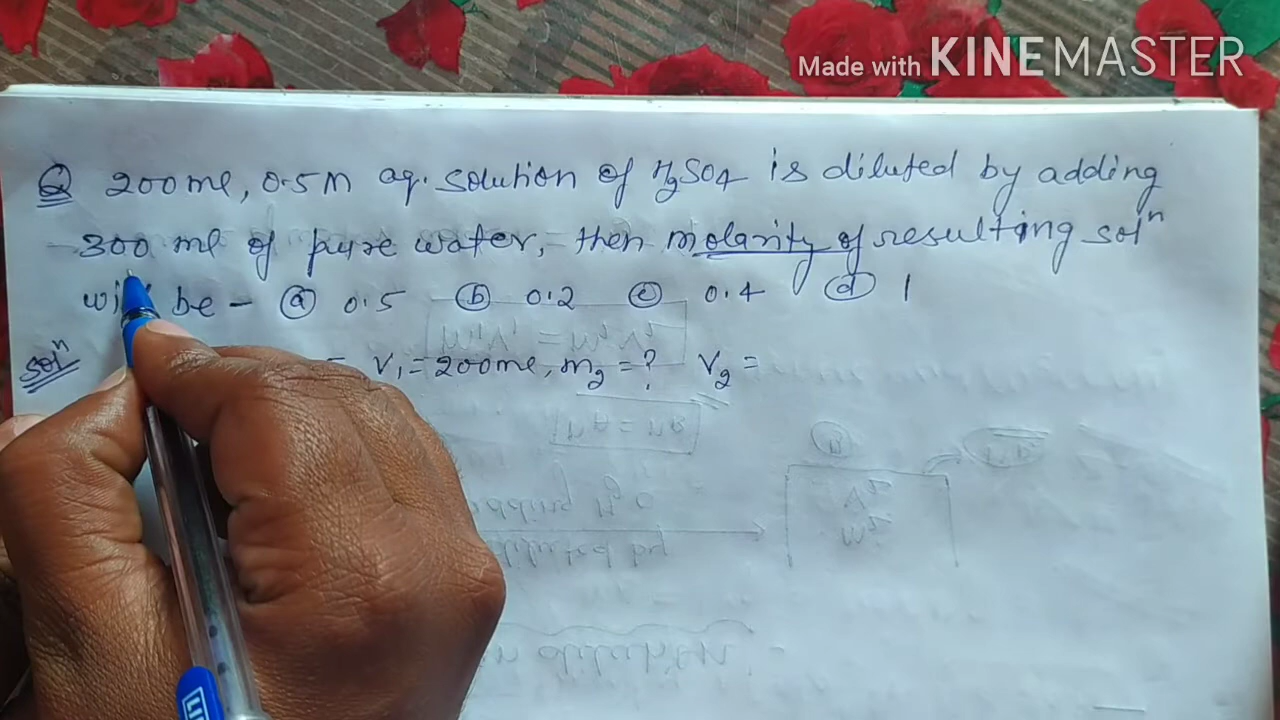 Made with KINEMASTER
Q 200ml, 0.5M aq. solution of H2SO4 is diluted by adding
300 ml of pure water, then molarity of resulting solⁿ
will be - ⓐ 0.5 ⓑ 0.2 ⓒ 0.4 ⓓ 1
Solⁿ = V₁ = 200ml, M₂ = ? V₂ =